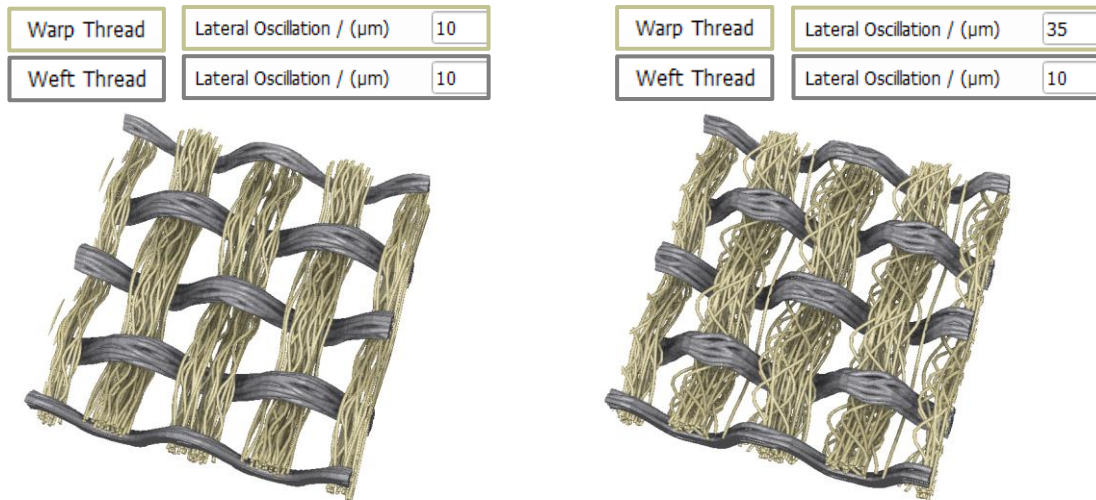 Warp Thread Lateral Oscillation / (µm) 10
Weft Thread Lateral Oscillation / (µm) 10
Warp Thread Lateral Oscillation / (µm) 35
Weft Thread Lateral Oscillation / (µm) 10